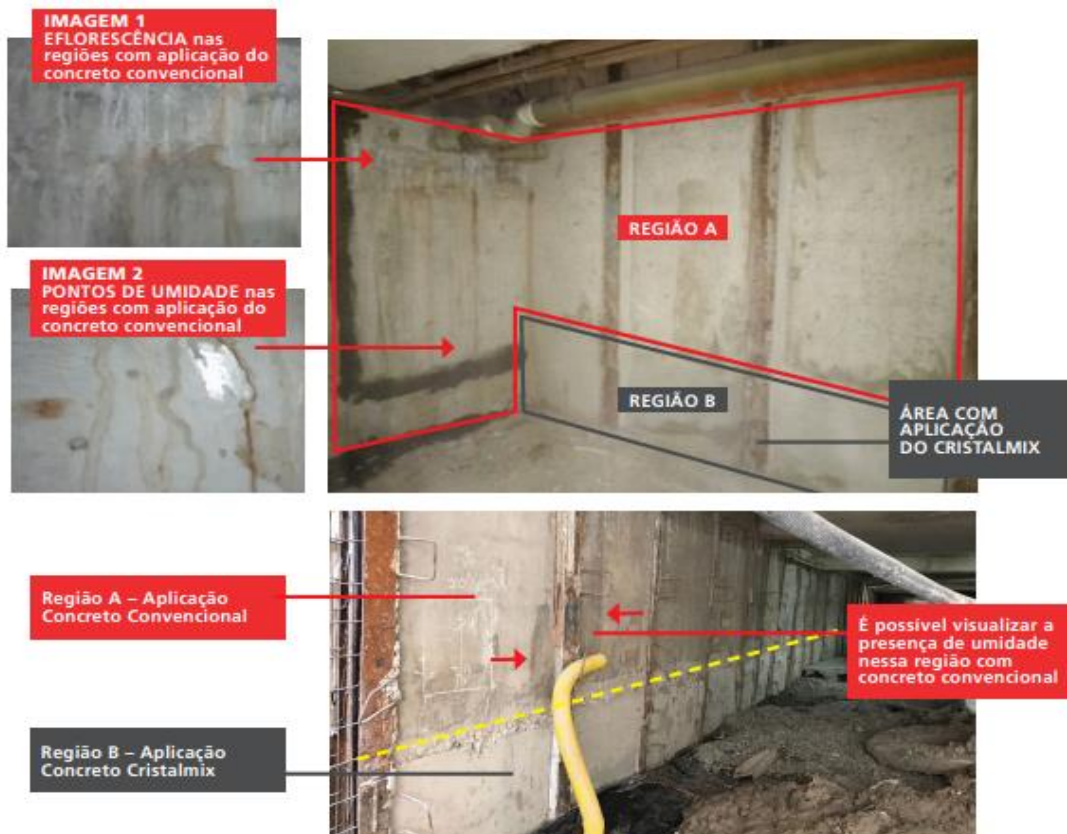 IMAGEM 1
EFLORESCÊNCIA nas
regiões com aplicação do
concreto convencional
REGIÃO A
IMAGEM 2
PONTOS DE UMIDADE nas
regiões com aplicação do
concreto convencional
REGIÃO B
ÁREA COM
APLICAÇÃO
DO CRISTALMIX
Região A – Aplicação
Concreto Convencional
É possível visualizar a
presença de umidade
nessa região com
concreto convencional
Região B – Aplicação
Concreto Cristalmix